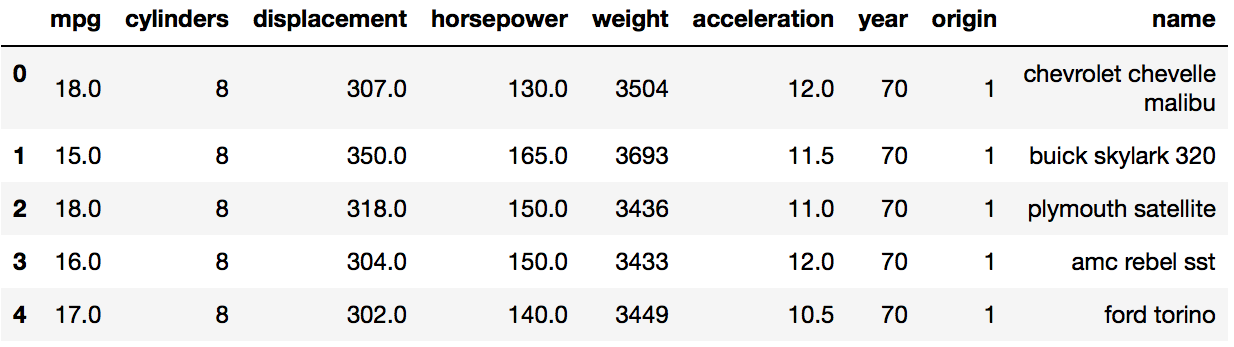 mpg cylinders displacement horsepower weight acceleration year origin name
0 18.0 8 307.0 130.0 3504 12.0 70 1 chevrolet chevelle
malibu
1 15.0 8 350.0 165.0 3693 11.5 70 1 buick skylark 320
2 18.0 8 318.0 150.0 3436 11.0 70 1 plymouth satellite
3 16.0 8 304.0 150.0 3433 12.0 70 1 amc rebel sst
4 17.0 8 302.0 140.0 3449 10.5 70 1 ford torino